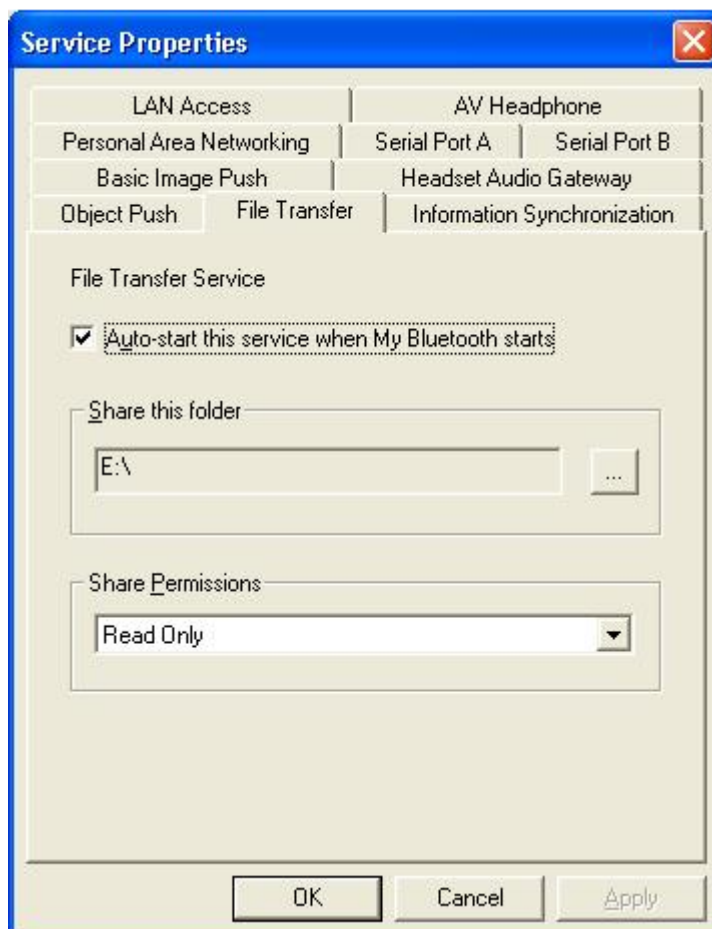 Service Properties
LAN Access AV Headphone
Personal Area Networking Serial Port A Serial Port B
Basic Image Push Headset Audio Gateway
Object Push File Transfer Information Synchronization
File Transfer Service
Auto-start this service when My Bluetooth starts
Share this folder
E:\
...
Share Permissions
Read Only
OK Cancel Apply